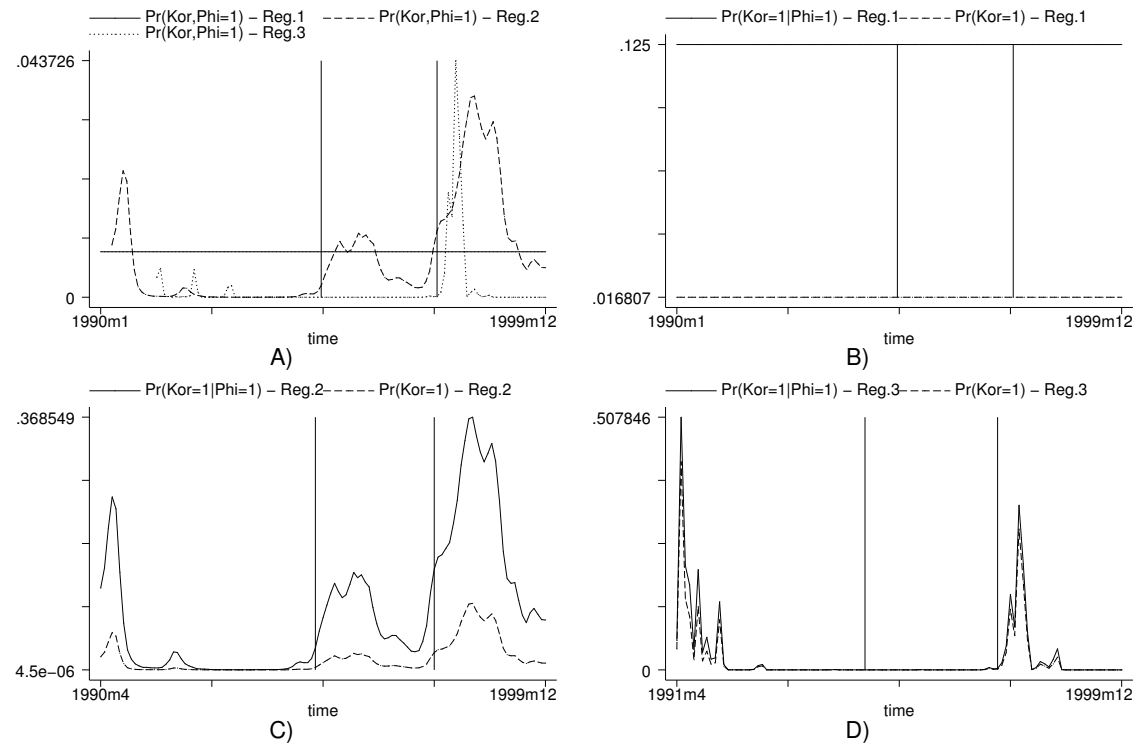 Pr(Kor,Phi=1) − Reg.1 Pr(Kor,Phi=1) − Reg.2
Pr(Kor,Phi=1) − Reg.3
.043726
0
1990m1 1999m12
time
A)
Pr(Kor=1|Phi=1) − Reg.1 Pr(Kor=1) − Reg.1
.125
.016807
1990m1 1999m12
time
B)
Pr(Kor=1|Phi=1) − Reg.2 Pr(Kor=1) − Reg.2
.368549
4.5e−06
1990m4 1999m12
time
C)
Pr(Kor=1|Phi=1) − Reg.3 Pr(Kor=1) − Reg.3
.507846
0
1991m4 1999m12
time
D)